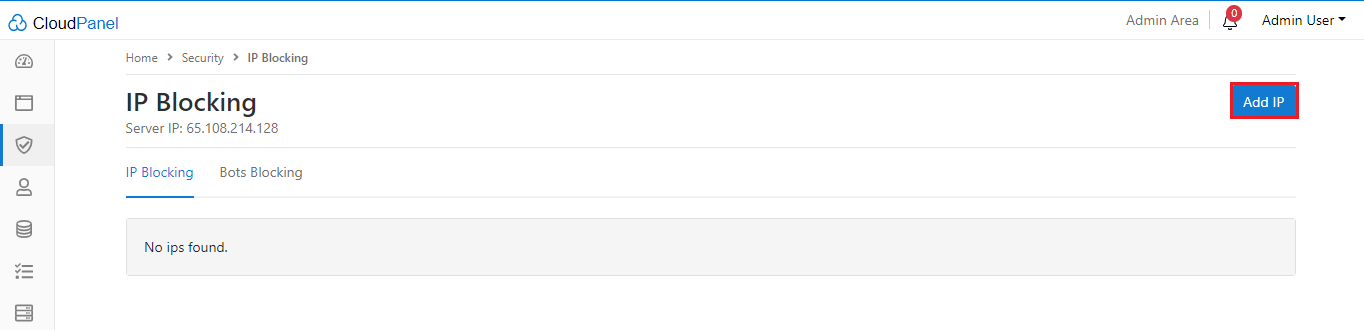 CloudPanel
Admin Area
0
Admin User
Home > Security > IP Blocking
IP Blocking
Add IP
Server IP: 65.108.214.128
IP Blocking Bots Blocking
No ips found.